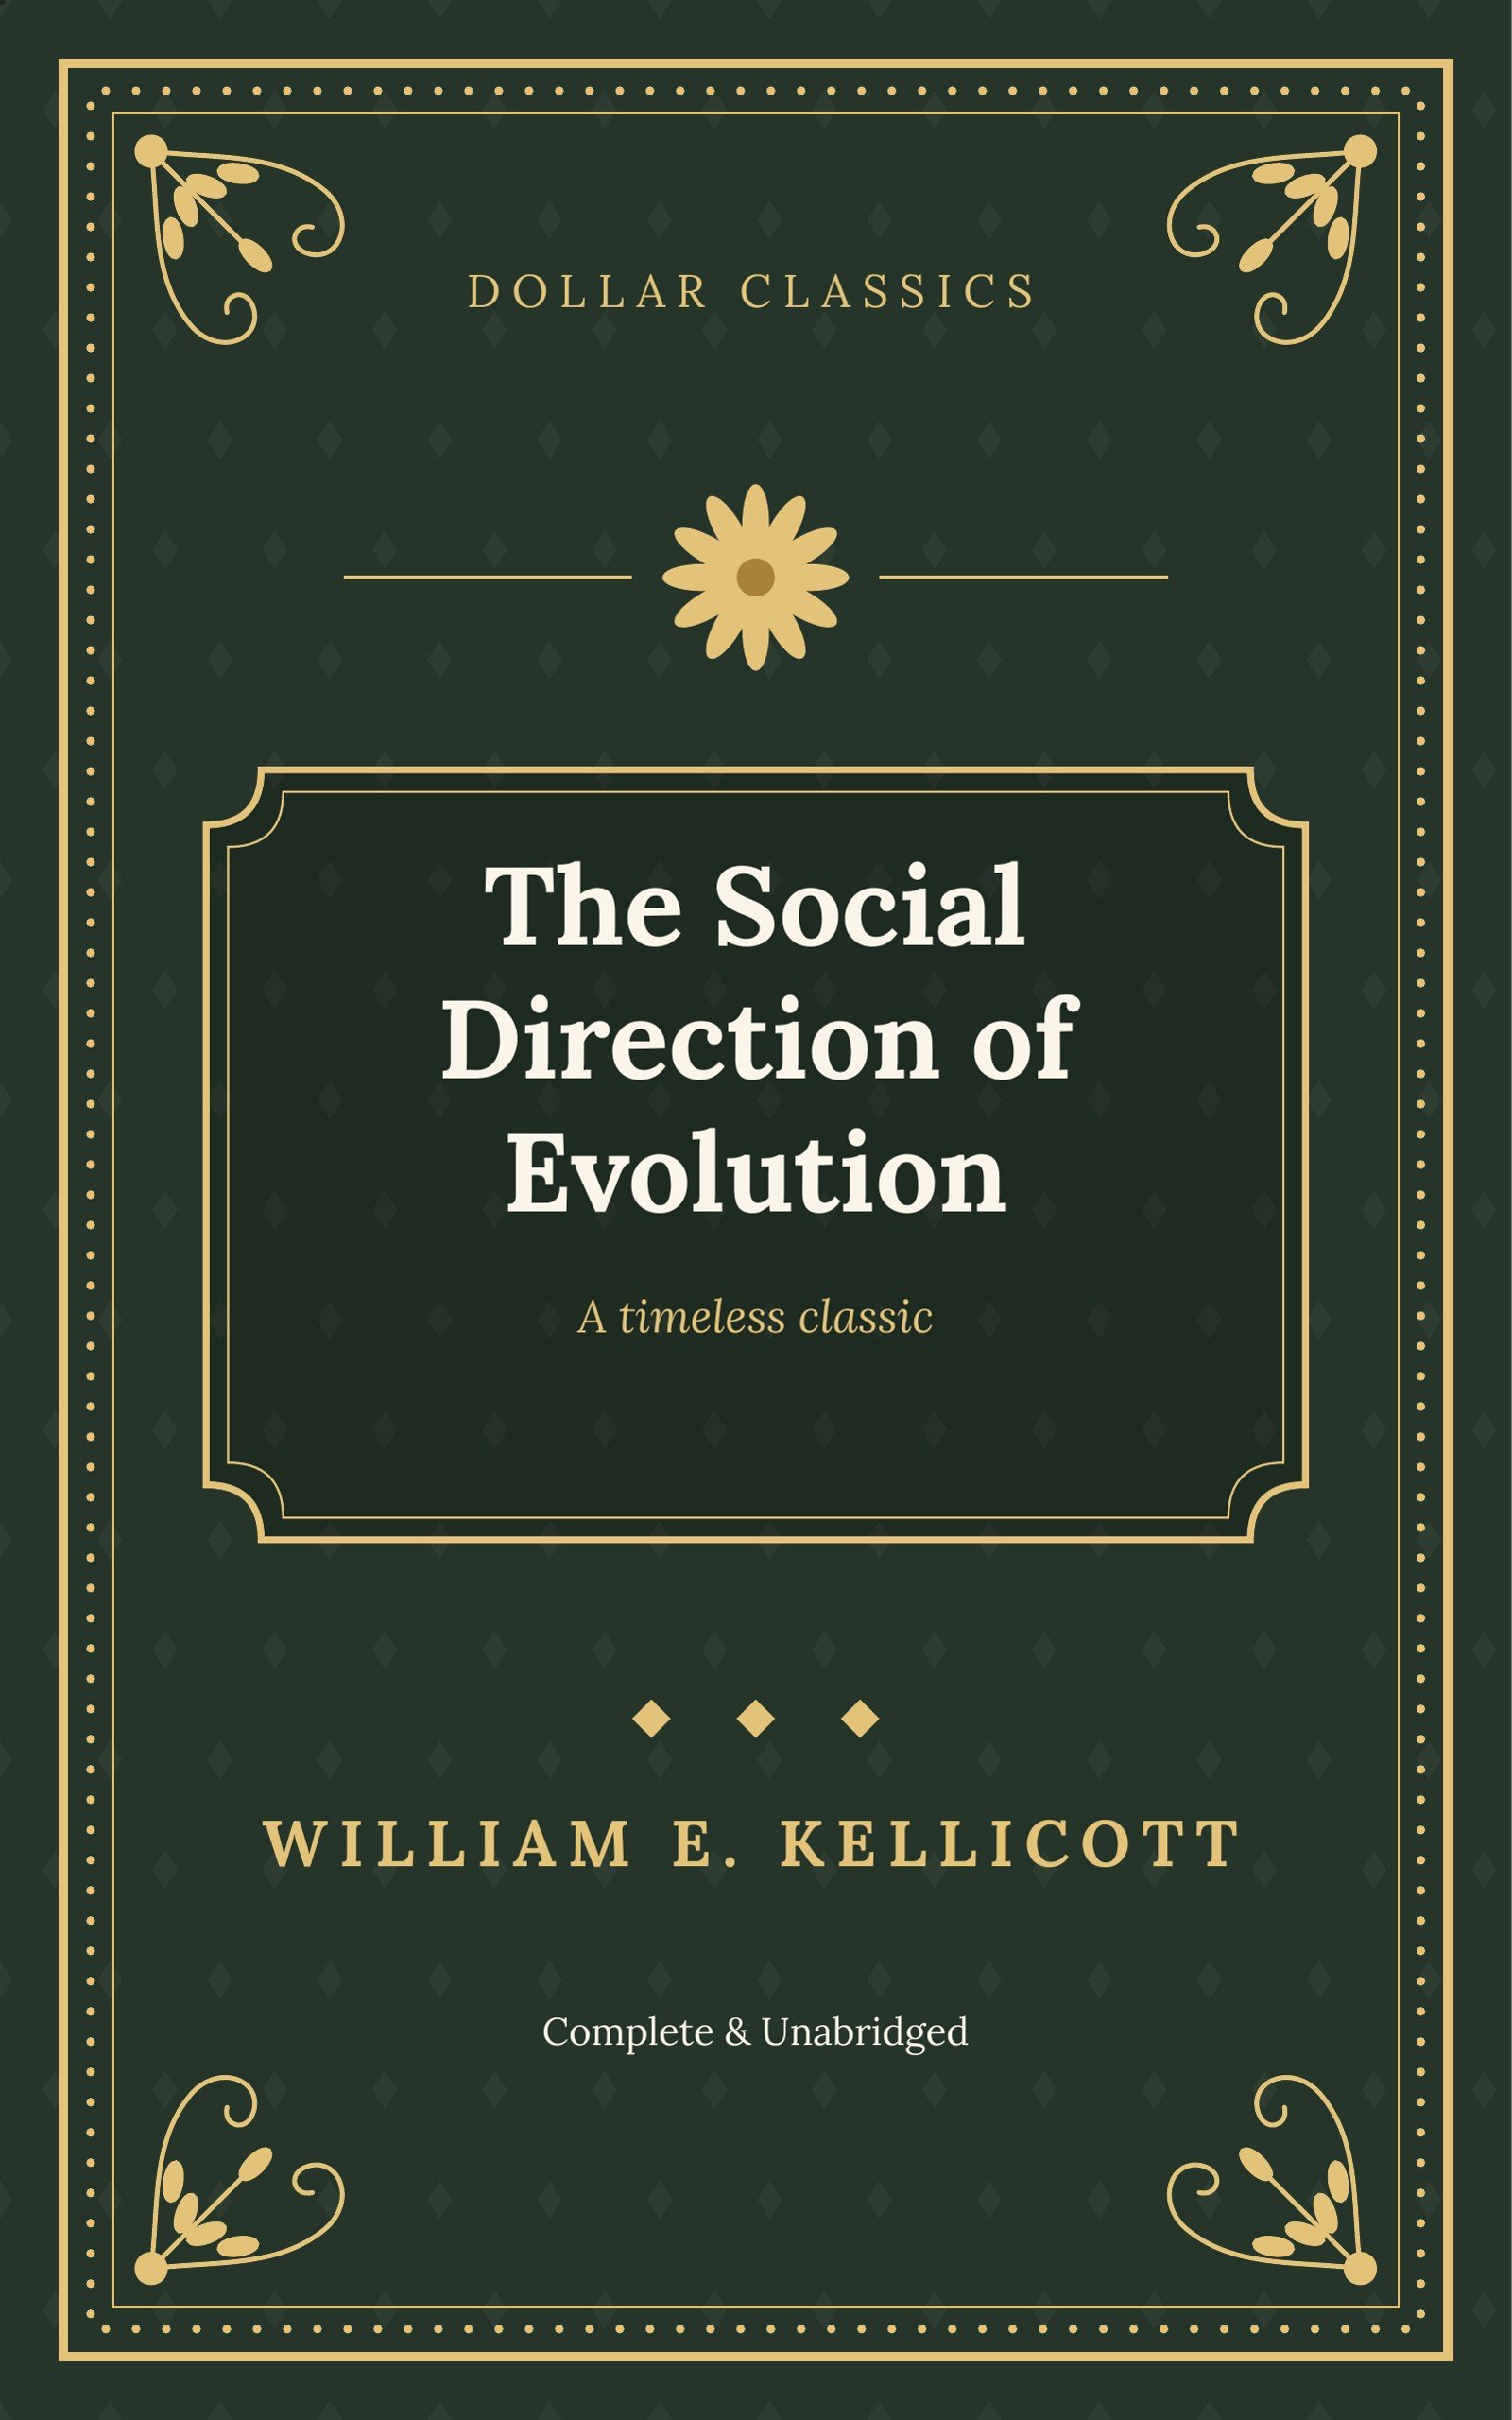 DOLLAR CLASSICS
The Social
Direction of
Evolution
A timeless classic
WILLIAM E. KELLICOTT
Complete & Unabridged